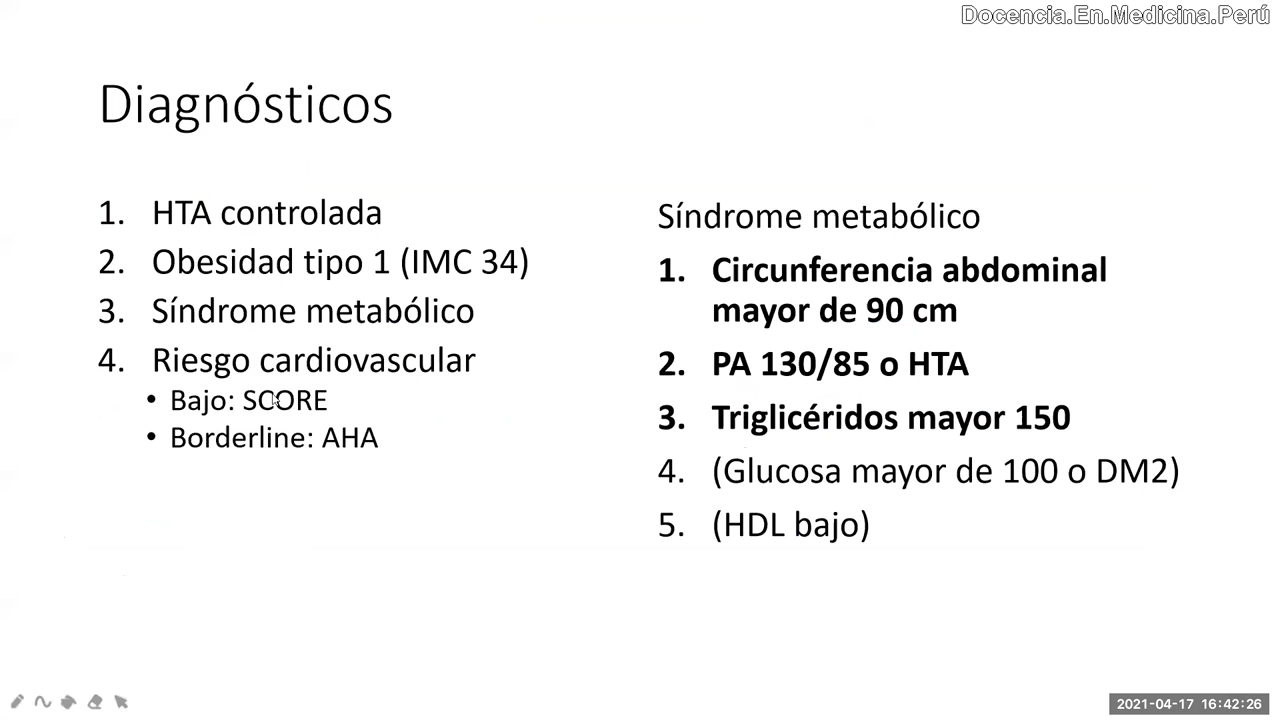 Docencia.En.Medicina.Perú
Diagnósticos
1. HTA controlada
2. Obesidad tipo 1 (IMC 34)
3. Síndrome metabólico
4. Riesgo cardiovascular
• Bajo: SCORE
• Borderline: AHA
Síndrome metabólico
1. Circunferencia abdominal
mayor de 90 cm
2. PA 130/85 o HTA
3. Triglicéridos mayor 150
4. (Glucosa mayor de 100 o DM2)
5. (HDL bajo)
2021-04-17 16:42:26